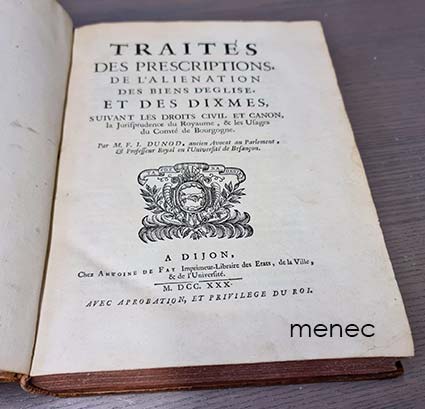 TRAITÉS
DES PRESCRIPTIONS.
DE L'ALIENATION
DES BIENS D'EGLISE.
ET DES DIXMES,
SUIVANT LES DROITS CIVIL ET CANON,
la Jurisprudence du Royaume, & les Usages
du Comté de Bourgogne.
Par M. F. I. DUNOD, ancien Avocat au Parlement,
& Professeur Royal en l'Université de Besançon.
A DIJON,
Chez ANTOINE DE FAY Imprimeur-Libraire des Etats, de la Ville,
& de l'Université.
M. DCC. XXX.
AVEC APROBATION, ET PRIVILEGE DU ROI.
menec